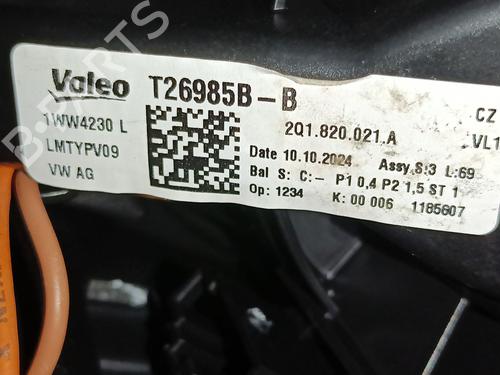 B-PARTS
Valeo T26985B-B
1WW4230 L
LMTYPV09
VW AG
2Q1.820.021.A
CZ
VL1
Date 10.10.2024 Assy.S:3 L:69
Bal S: C:- P1 0,4 P2 1,5 ST 1
Op: 1234 K: 00 006 1185607